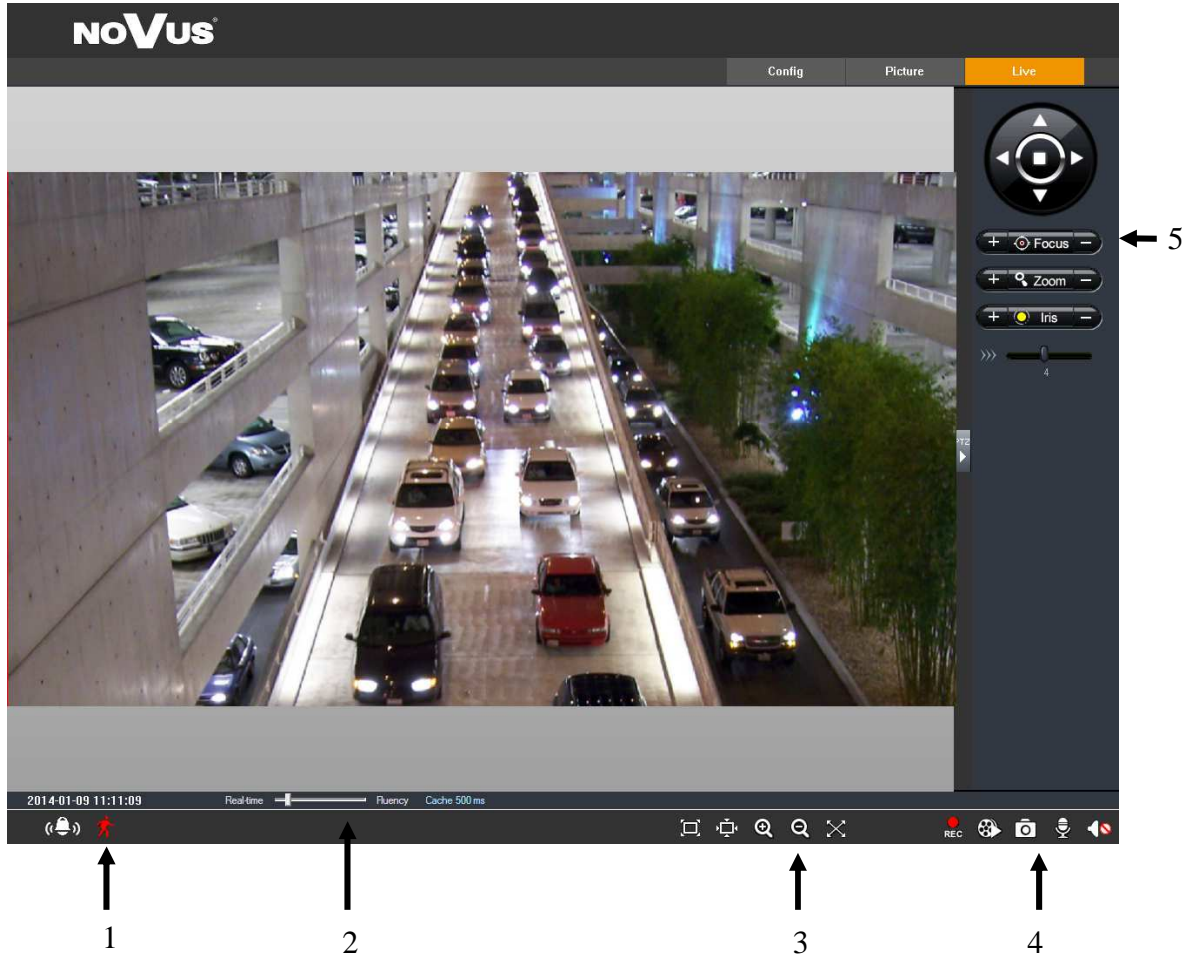 NOVUS®
Config Picture Live
+ Focus −
5
+ Zoom −
+ Iris −
4
PTZ
2014-01-09 11:11:09 Real-time Fluency Cache 500 ms
REC
1 2 3 4